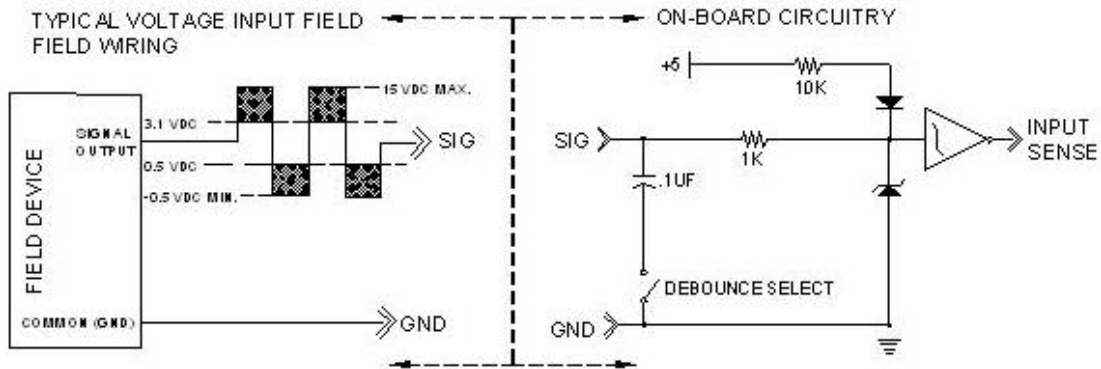 TYPICAL VOLTAGE INPUT FIELD
FIELD WIRING
ON-BOARD CIRCUITRY
FIELD DEVICE
SIGNAL
OUTPUT
3.1 VDC
15 VDC MAX.
0.5 VDC
-0.5 VDC MIN.
SIG
COMMON (GND)
GND
+5
10K
SIG
1K
INPUT
SENSE
.1UF
DEBOUNCE SELECT
GND